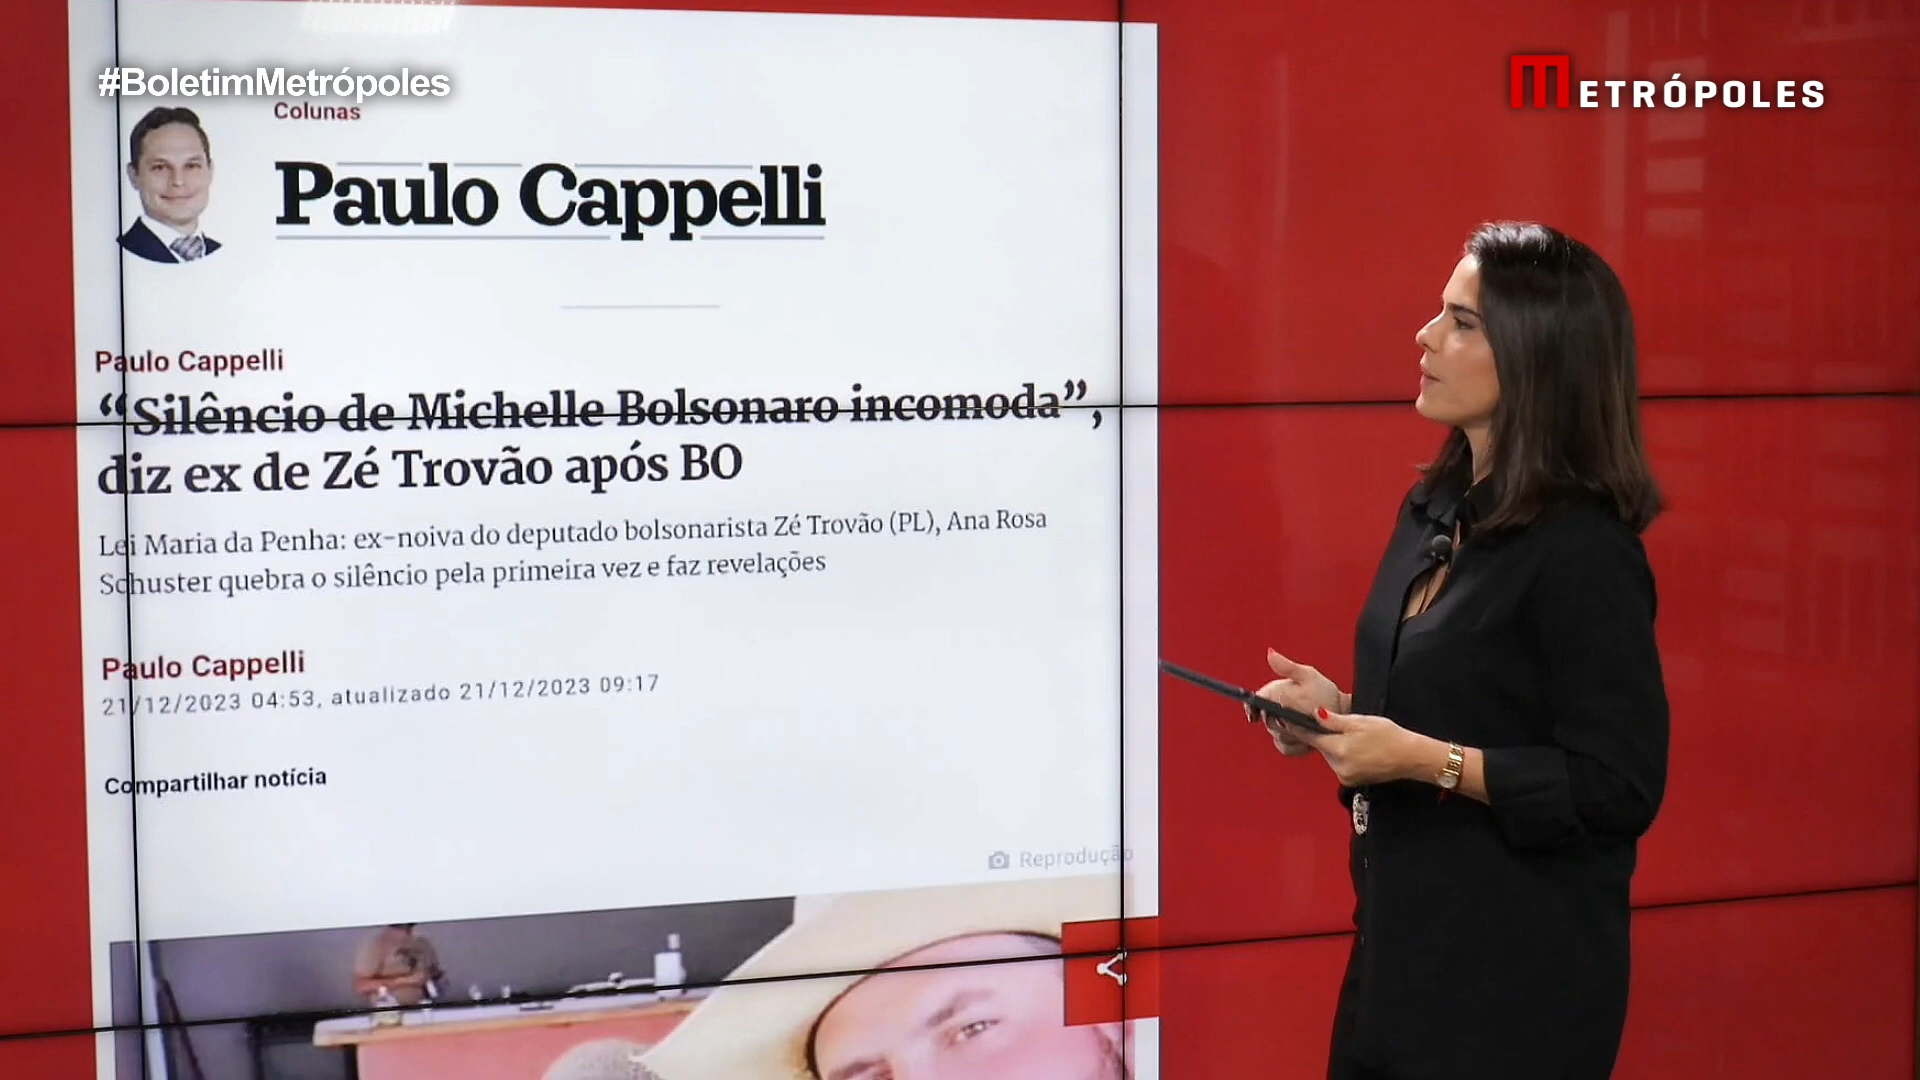 #BoletimMetrópoles
METRÓPOLES
Colunas
Paulo Cappelli
Paulo Cappelli
“Silêncio de Michelle Bolsonaro incomoda”,
diz ex de Zé Trovão após BO
Lei Maria da Penha: ex-noiva do deputado bolsonarista Zé Trovão (PL), Ana Rosa
Schuster quebra o silêncio pela primeira vez e faz revelações
Paulo Cappelli
21/12/2023 04:53, atualizado 21/12/2023 09:17
Compartilhar notícia
Reprodução